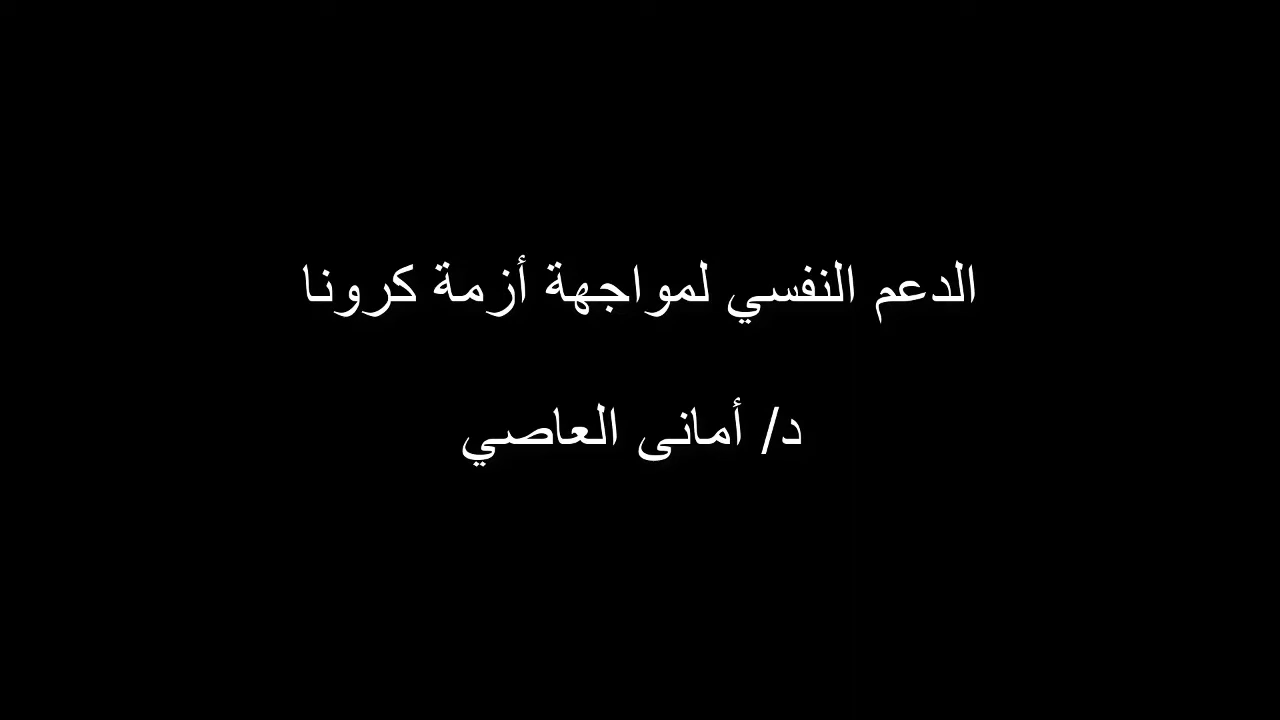 الدعم النفسي لمواجهة أزمة كرونا
د/ أمانى العاصي